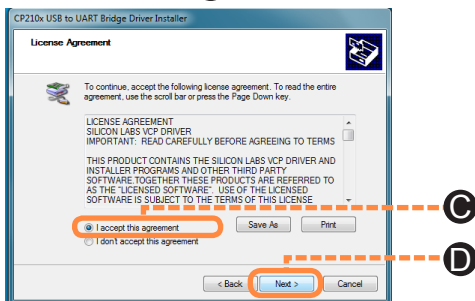 CP210x USB to UART Bridge Driver Installer
License Agreement
To continue, accept the following license agreement. To read the entire
agreement, use the scroll bar or press the Page Down key.
LICENSE AGREEMENT
SILICON LABS VCP DRIVER
IMPORTANT: READ CAREFULLY BEFORE AGREEING TO TERMS
THIS PRODUCT CONTAINS THE SILICON LABS VCP DRIVER AND
INSTALLER PROGRAMS AND OTHER THIRD PARTY
SOFTWARE.TOGETHER THESE PRODUCTS ARE REFERRED TO
AS THE "LICENSED SOFTWARE". USE OF THE LICENSED
SOFTWARE IS SUBJECT TO THE TERMS OF THIS LICENSE
I accept this agreement
Save As
Print
C
I don't accept this agreement
D
< Back
Next >
Cancel